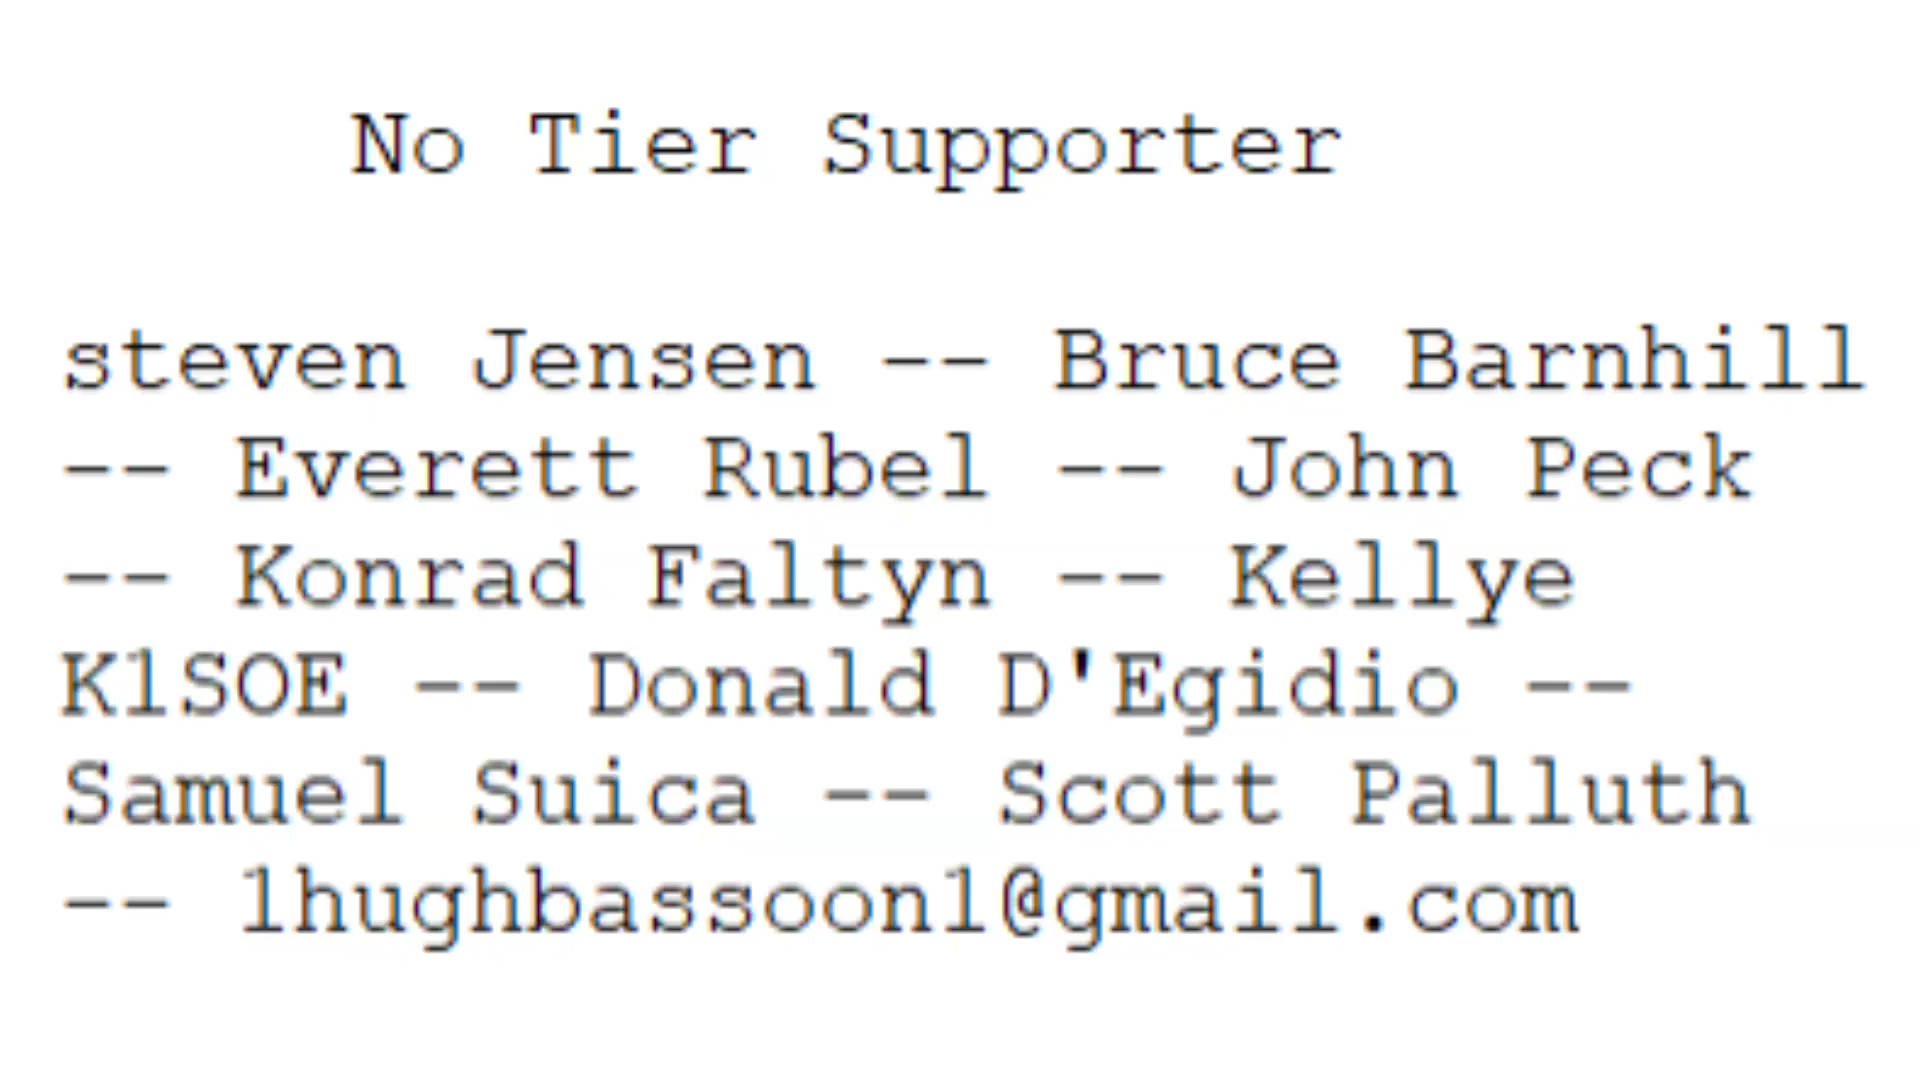 No Tier Supporter
steven Jensen -- Bruce Barnhill
-- Everett Rubel -- John Peck
-- Konrad Faltyn -- Kellye
K1SOE -- Donald D'Egidio --
Samuel Suica -- Scott Palluth
-- 1hughbassoon1@gmail.com